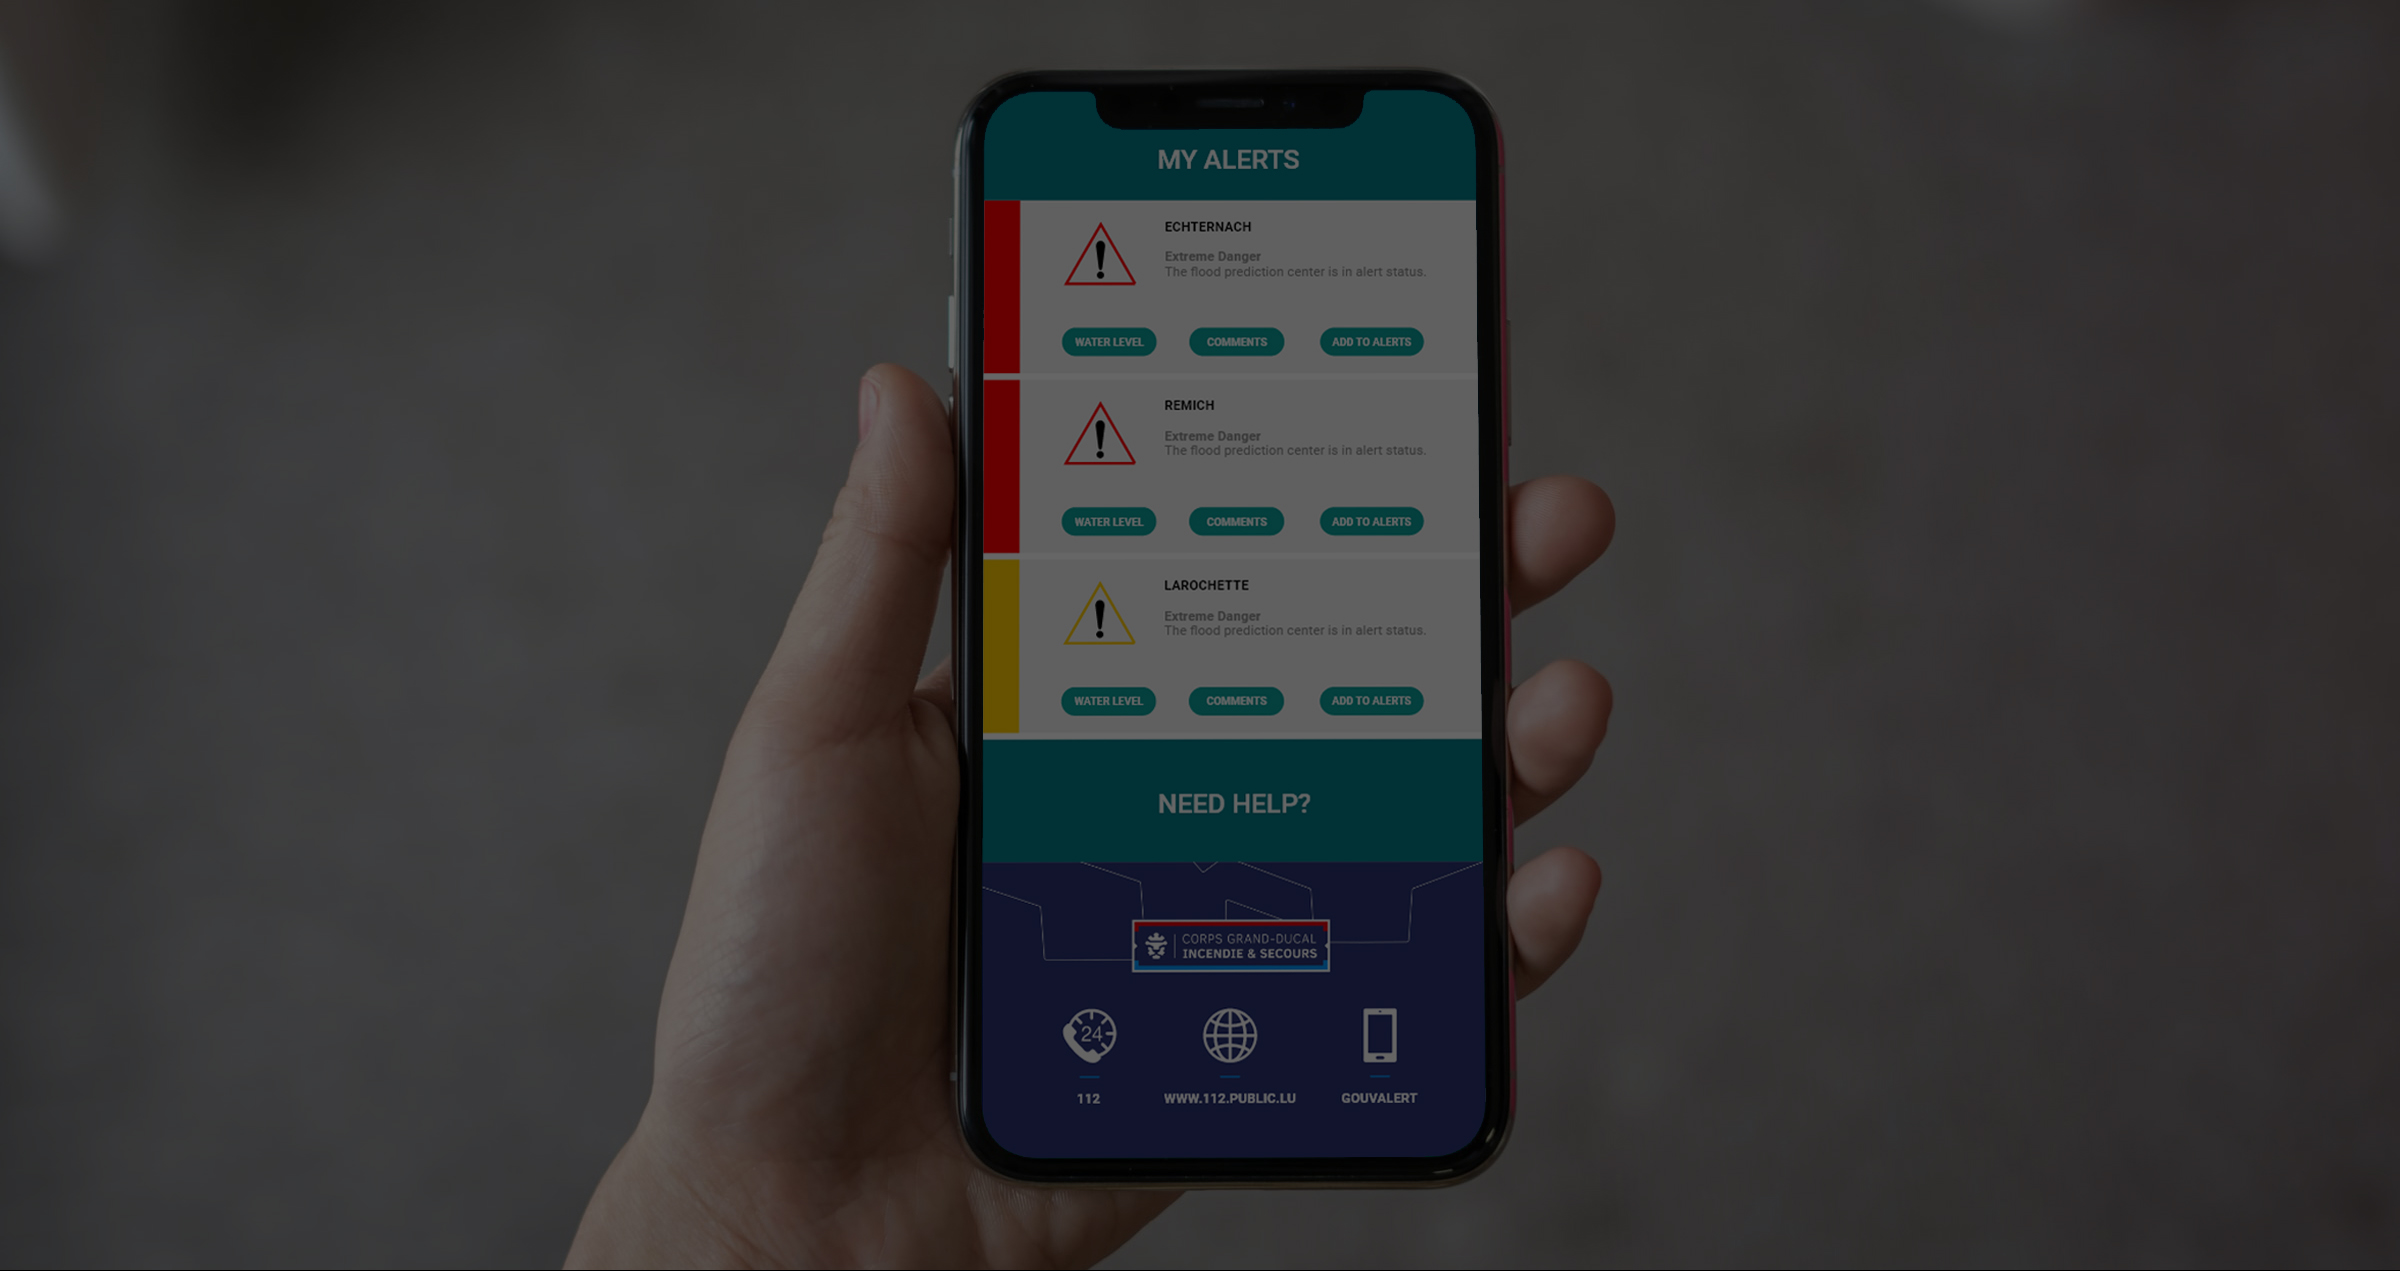 MY ALERTS
ECHTERNACH
Extreme Danger
The flood prediction center is in alert status.
WATER LEVEL
COMMENTS
ADD TO ALERTS
REMICH
Extreme Danger
The flood prediction center is in alert status.
WATER LEVEL
COMMENTS
ADD TO ALERTS
LAROCHETTE
Extreme Danger
The flood prediction center is in alert status.
WATER LEVEL
COMMENTS
ADD TO ALERTS
NEED HELP?
CORPS GRAND-DUCAL
INCENDIE & SECOURS
24
112
WWW.112.PUBLIC.LU
GOUVALERT